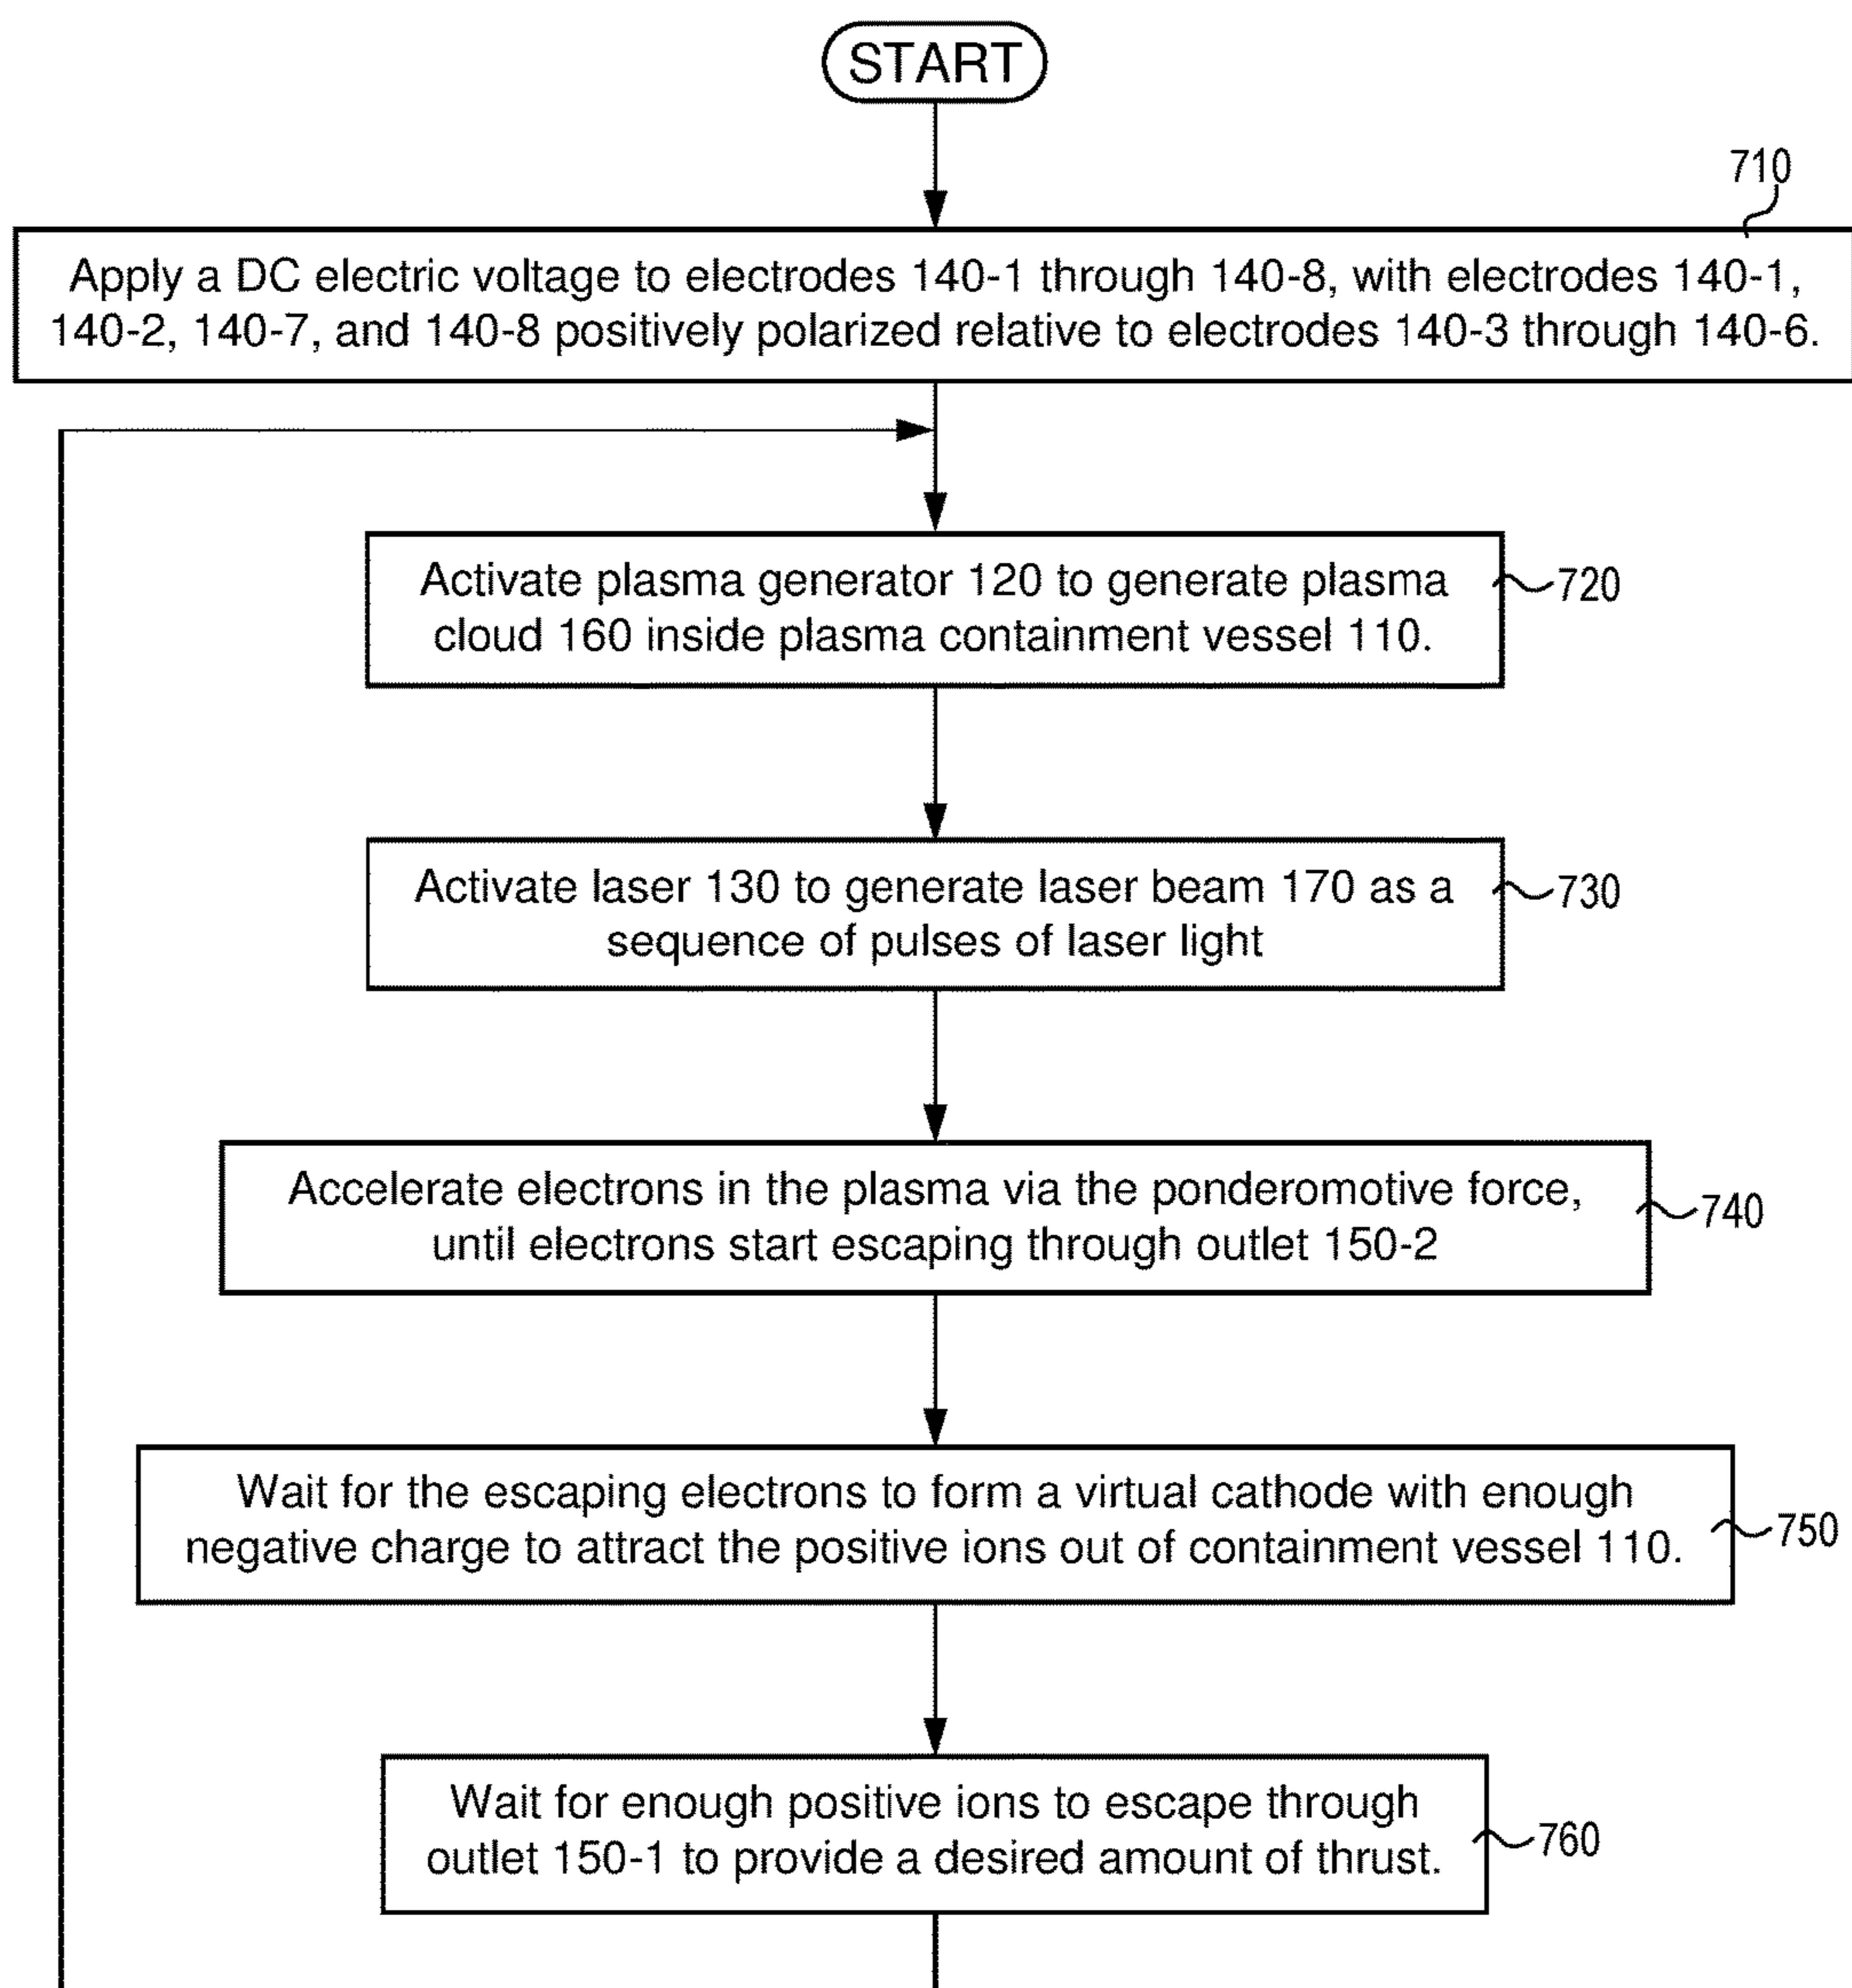 START
710
Apply a DC electric voltage to electrodes 140-1 through 140-8, with electrodes 140-1,
140-2, 140-7, and 140-8 positively polarized relative to electrodes 140-3 through 140-6.
Activate plasma generator 120 to generate plasma
cloud 160 inside plasma containment vessel 110.
720
Activate laser 130 to generate laser beam 170 as a
sequence of pulses of laser light
730
Accelerate electrons in the plasma via the ponderomotive force,
until electrons start escaping through outlet 150-2
740
Wait for the escaping electrons to form a virtual cathode with enough
negative charge to attract the positive ions out of containment vessel 110.
750
Wait for enough positive ions to escape through
outlet 150-1 to provide a desired amount of thrust.
760